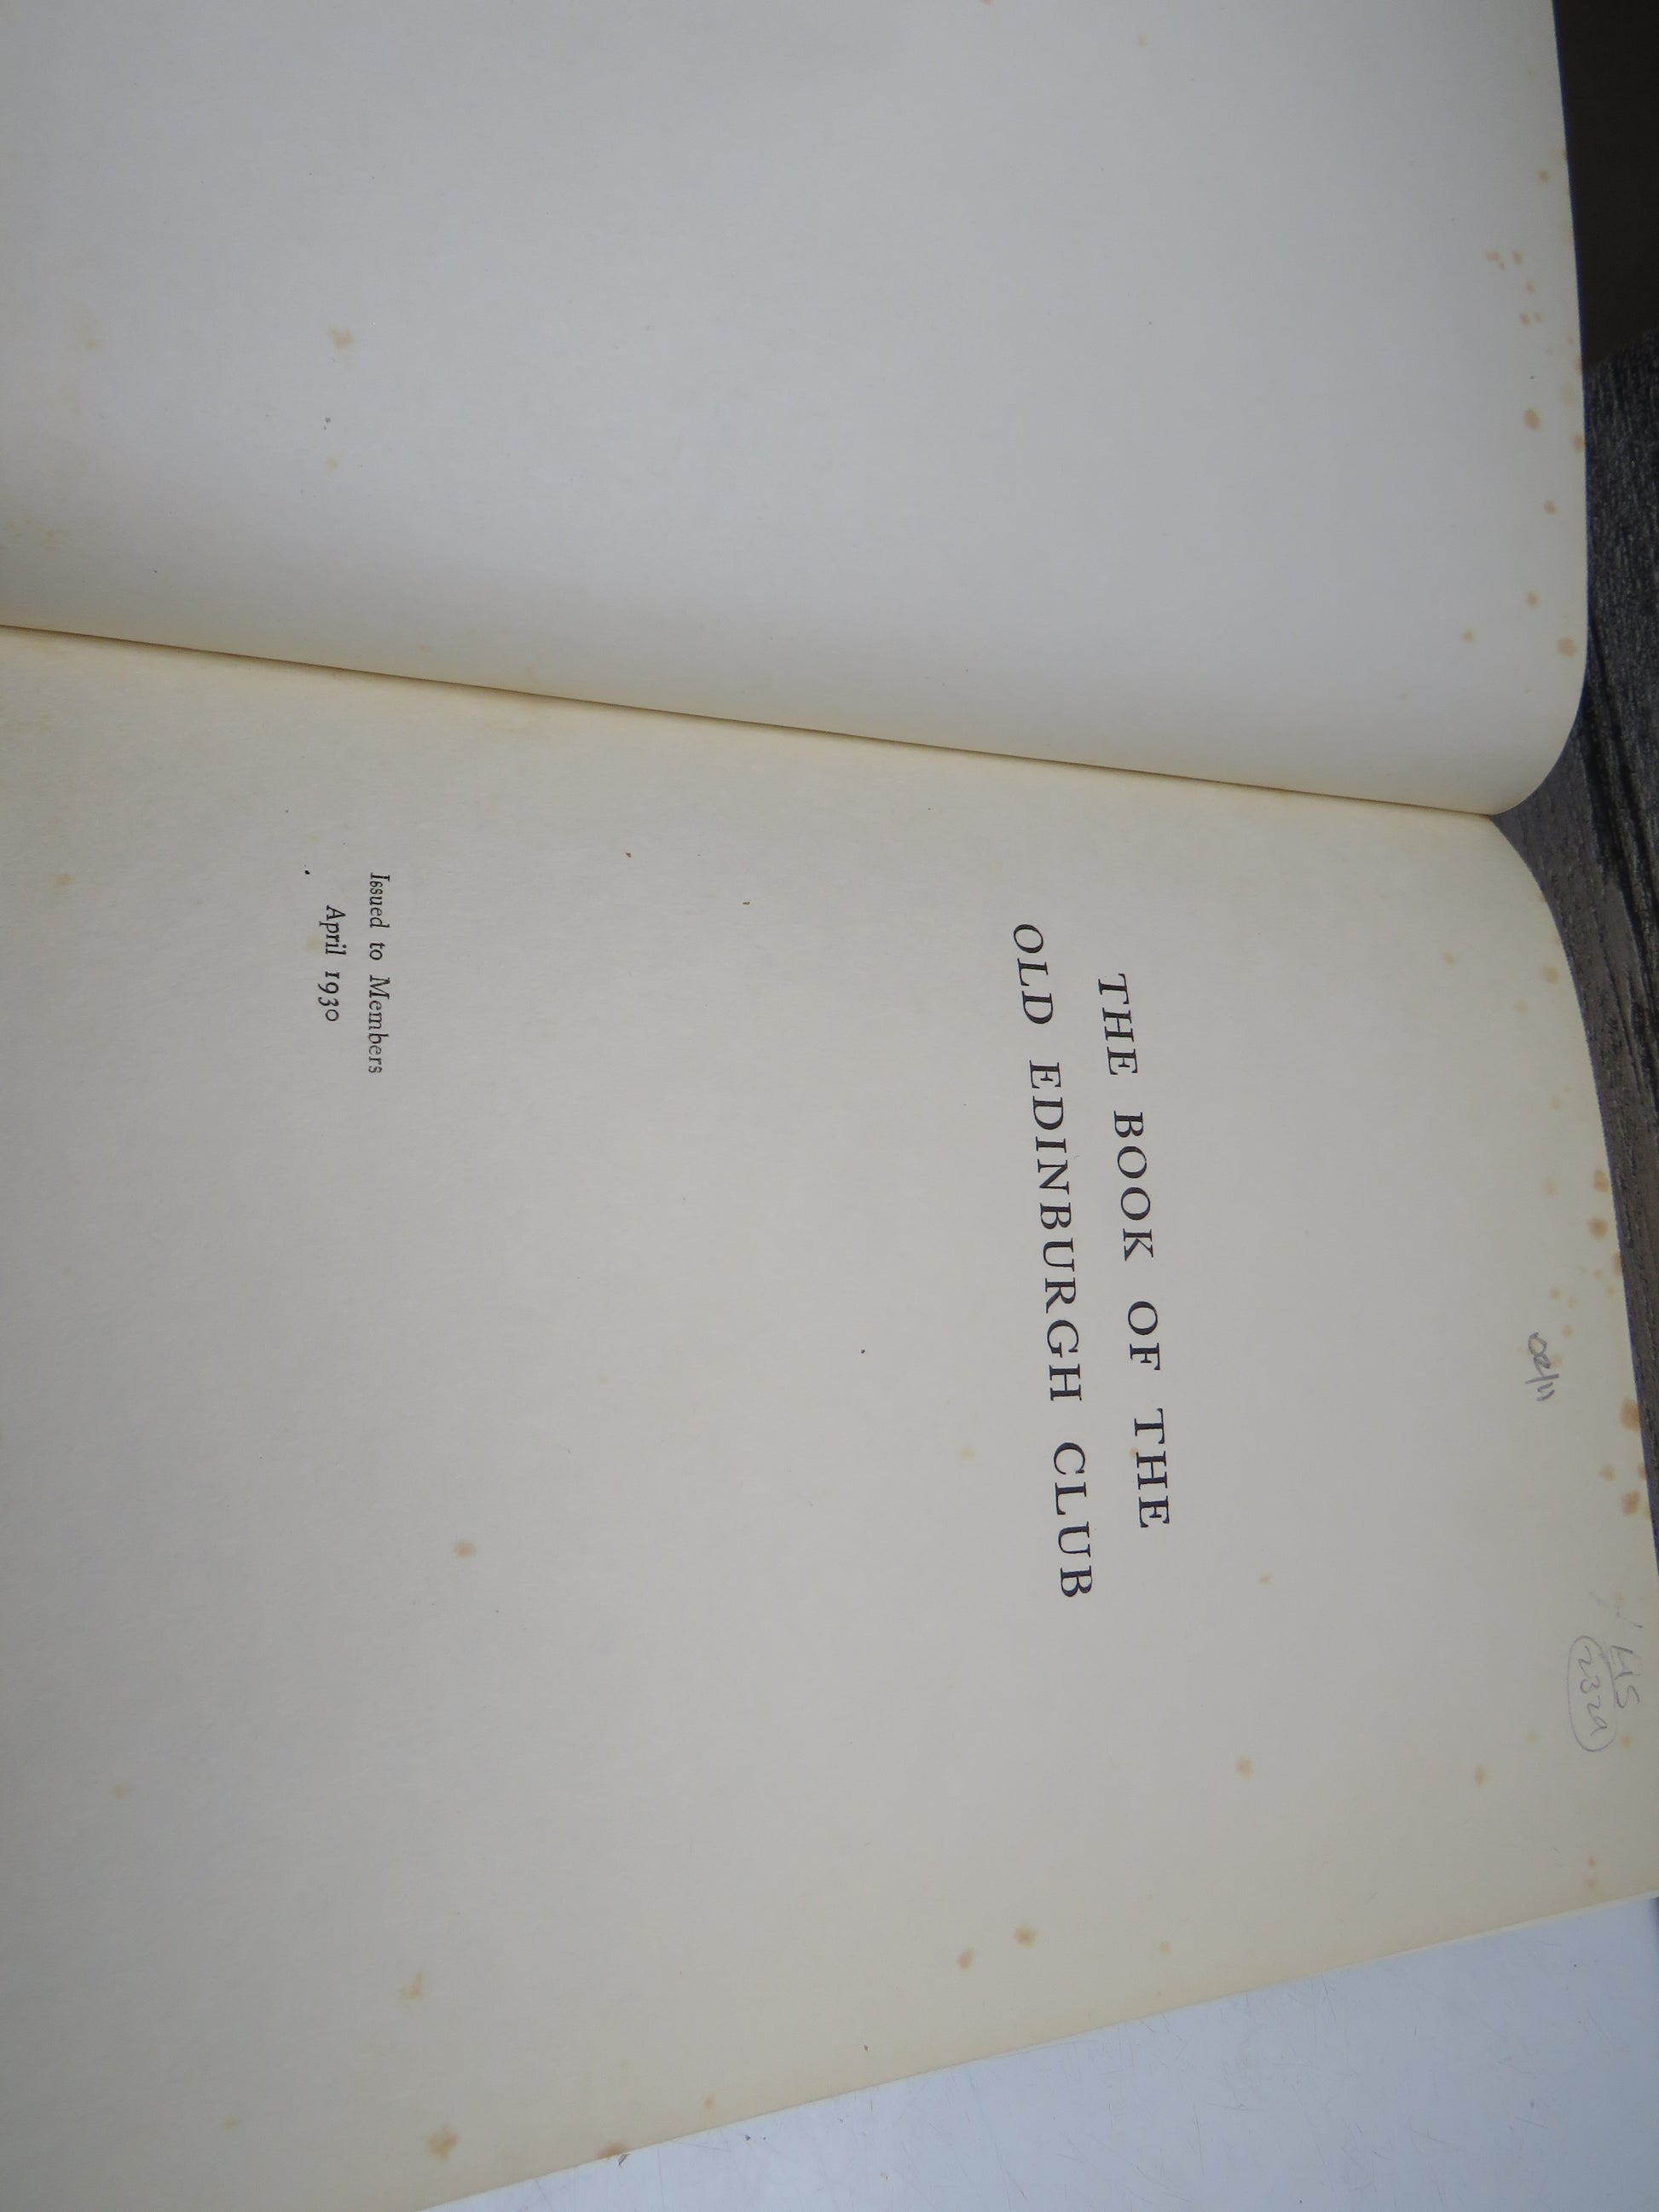 THE BOOK OF THE
OLD EDINBURGH CLUB
Issued to Members
April 1930